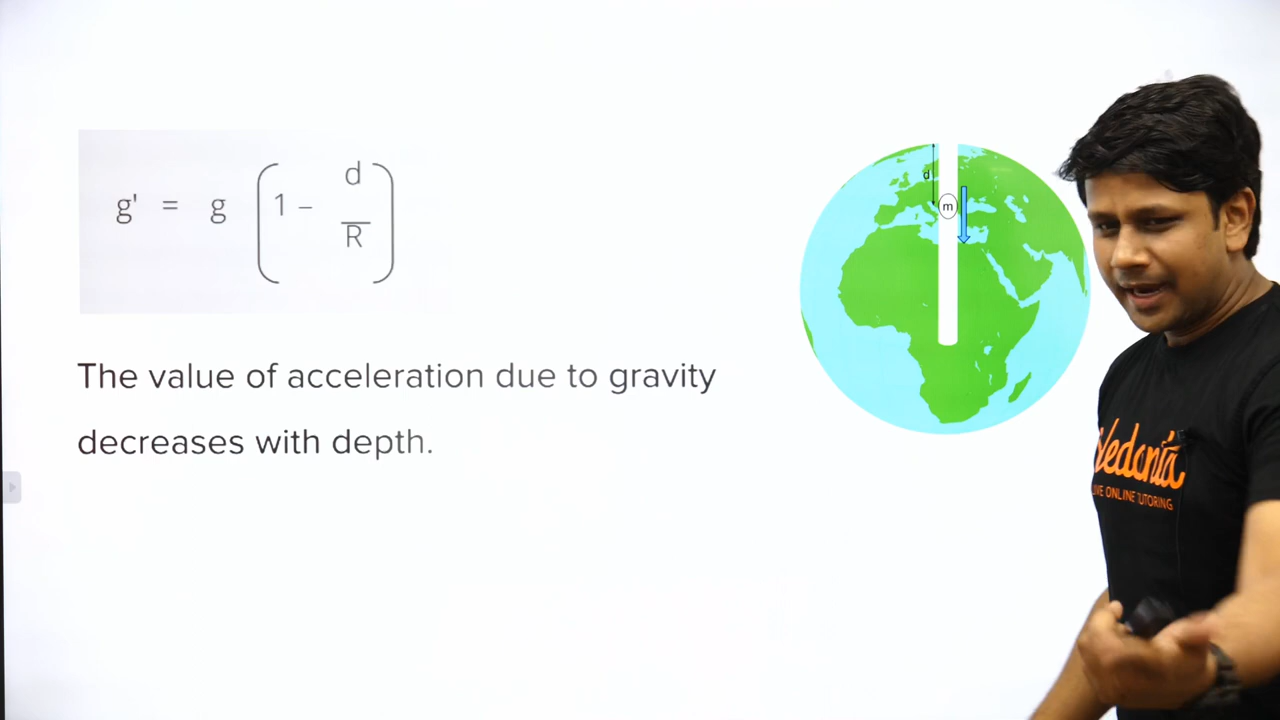 g' = g (1 – d/R)
The value of acceleration due to gravity
decreases with depth.
d
m
Vedantu
LIVE ONLINE TUTORING